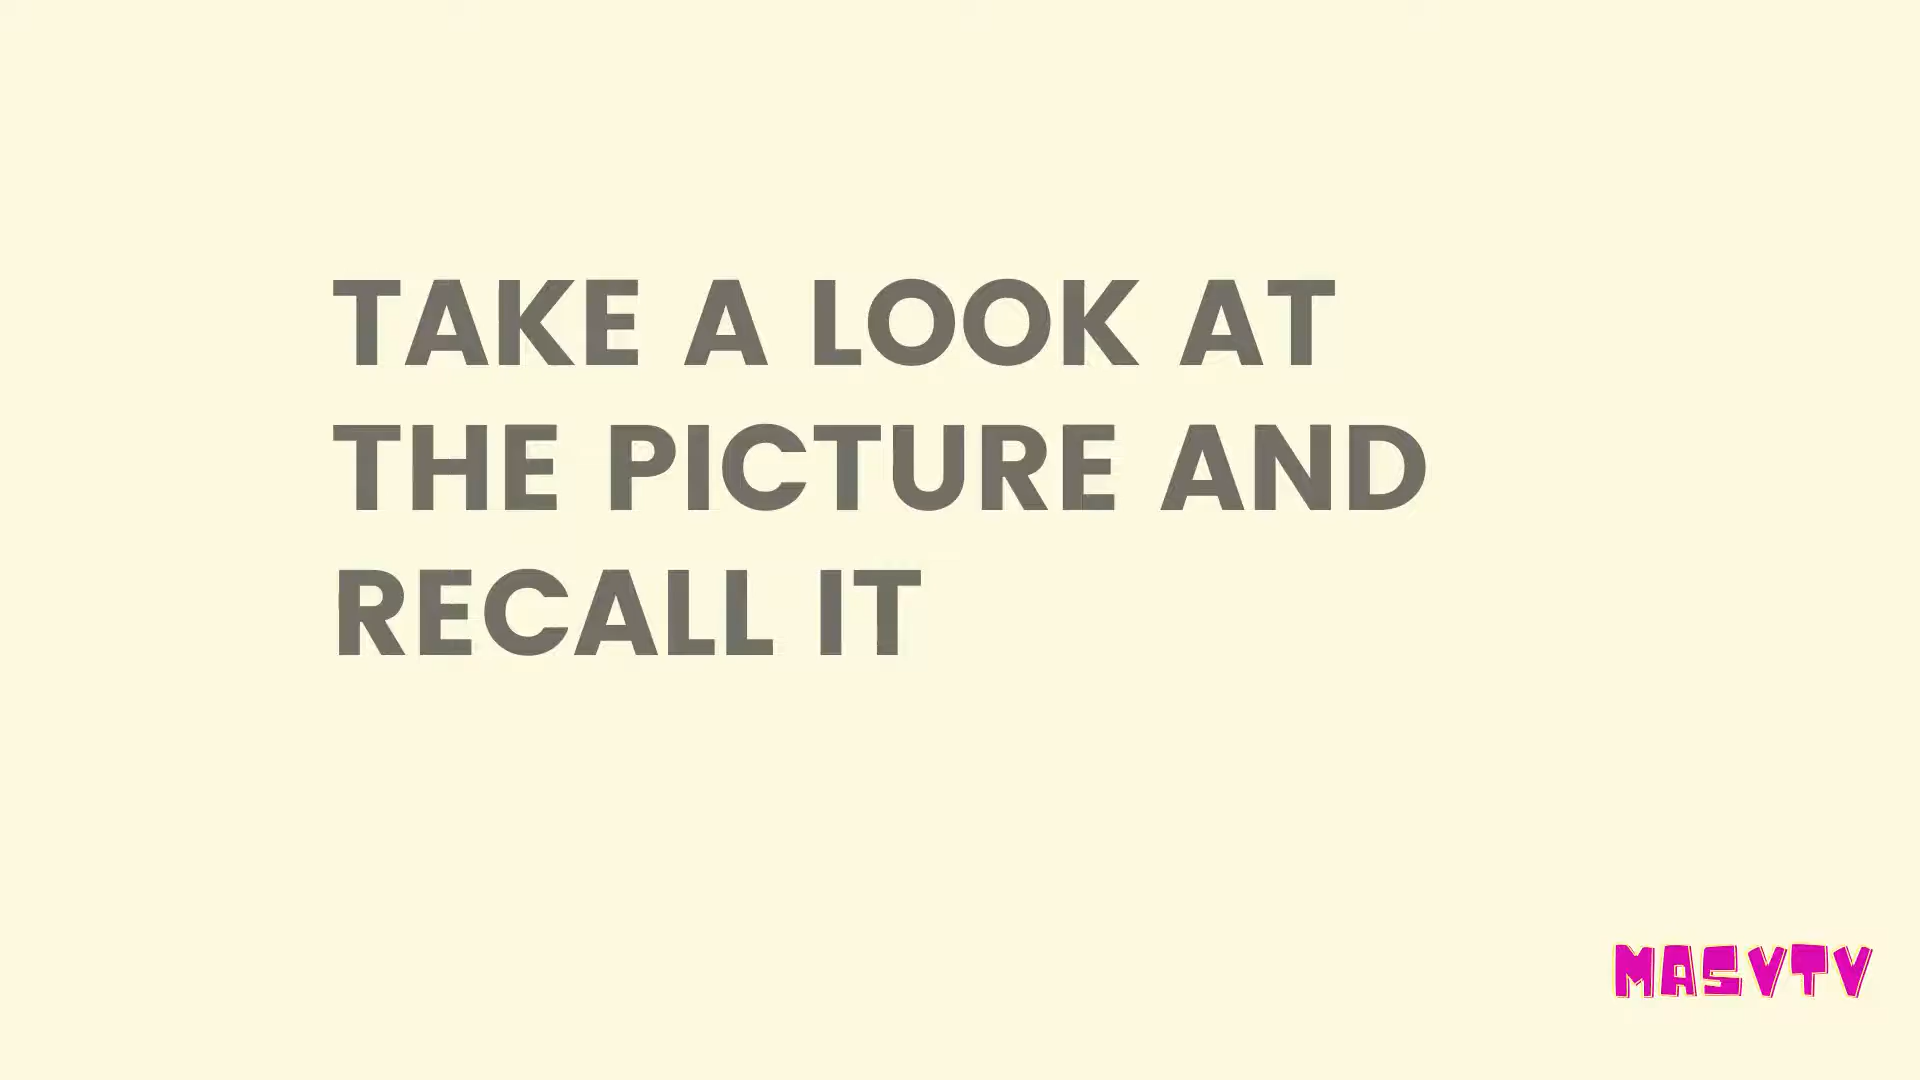 TAKE A LOOK AT
THE PICTURE AND
RECALL IT
MASVTV